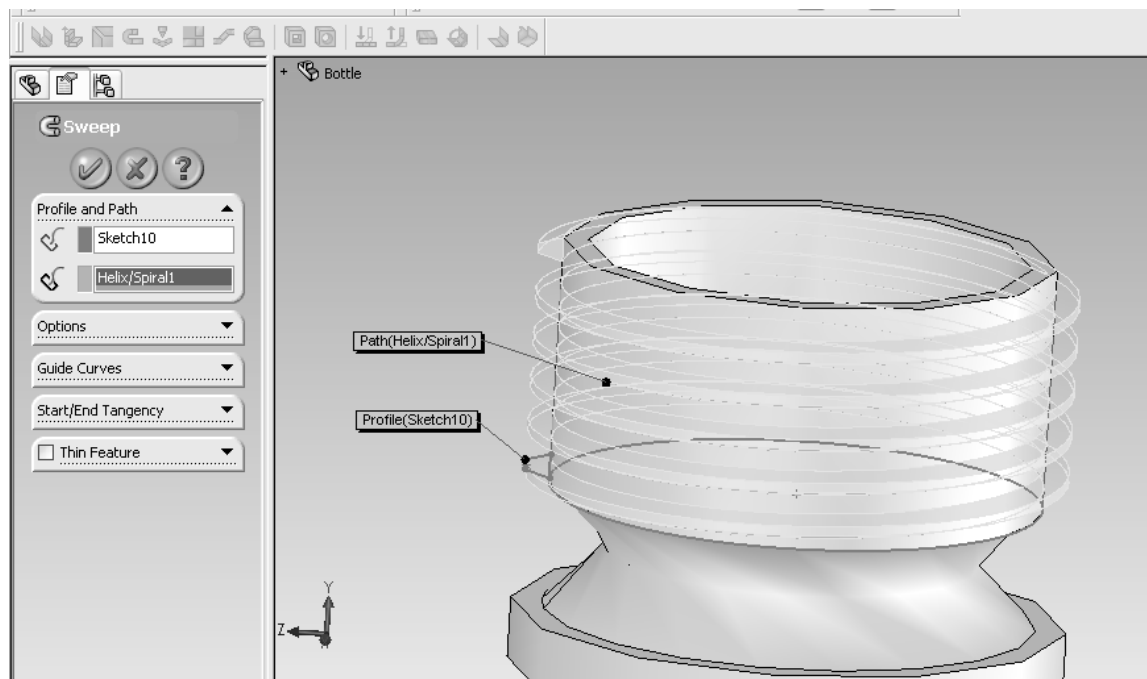 Bottle
Sweep
Profile and Path
Sketch10
Helix/Spiral1
Options
Guide Curves
Start/End Tangency
Thin Feature
Path(Helix/Spiral1)
Profile(Sketch10)
Y
Z